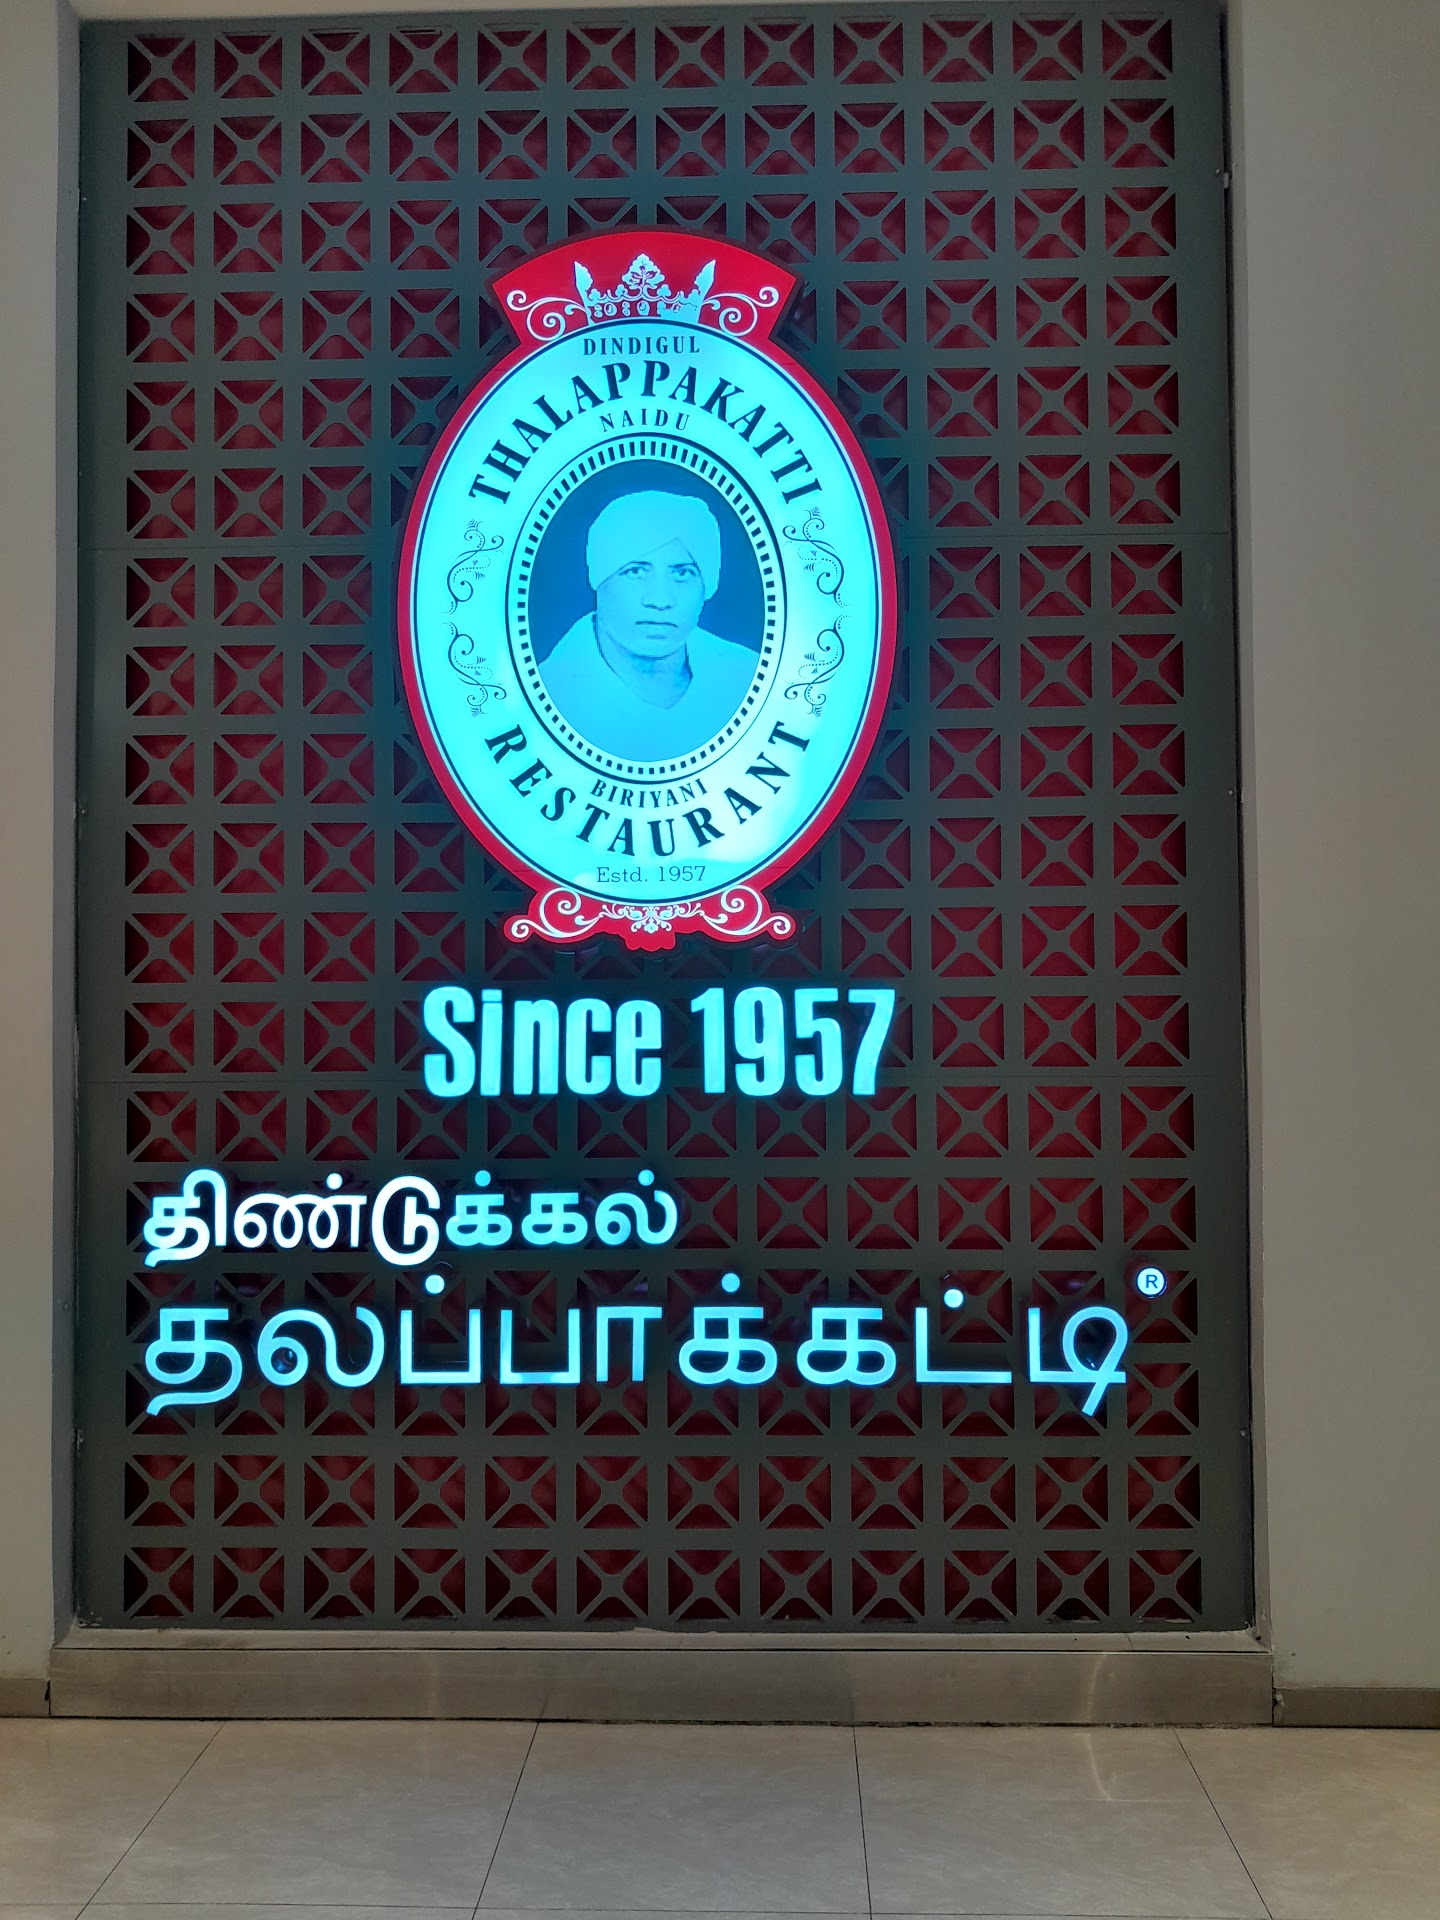 DINDIGUL
THALAPPAKATTI
NAIDU
BIRIYANI
RESTAURANT
Estd. 1957
Since 1957
திண்டுக்கல்
தலப்பாக்கட்டி®